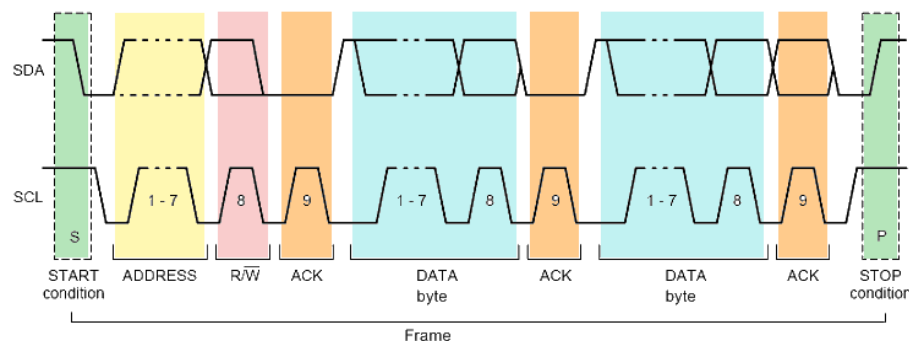 SDA
SCL
1 - 7
8
9
1 - 7
8
9
1 - 7
8
9
S
P
START
condition
ADDRESS
R/W̅
ACK
DATA
byte
ACK
DATA
byte
ACK
STOP
condition
Frame